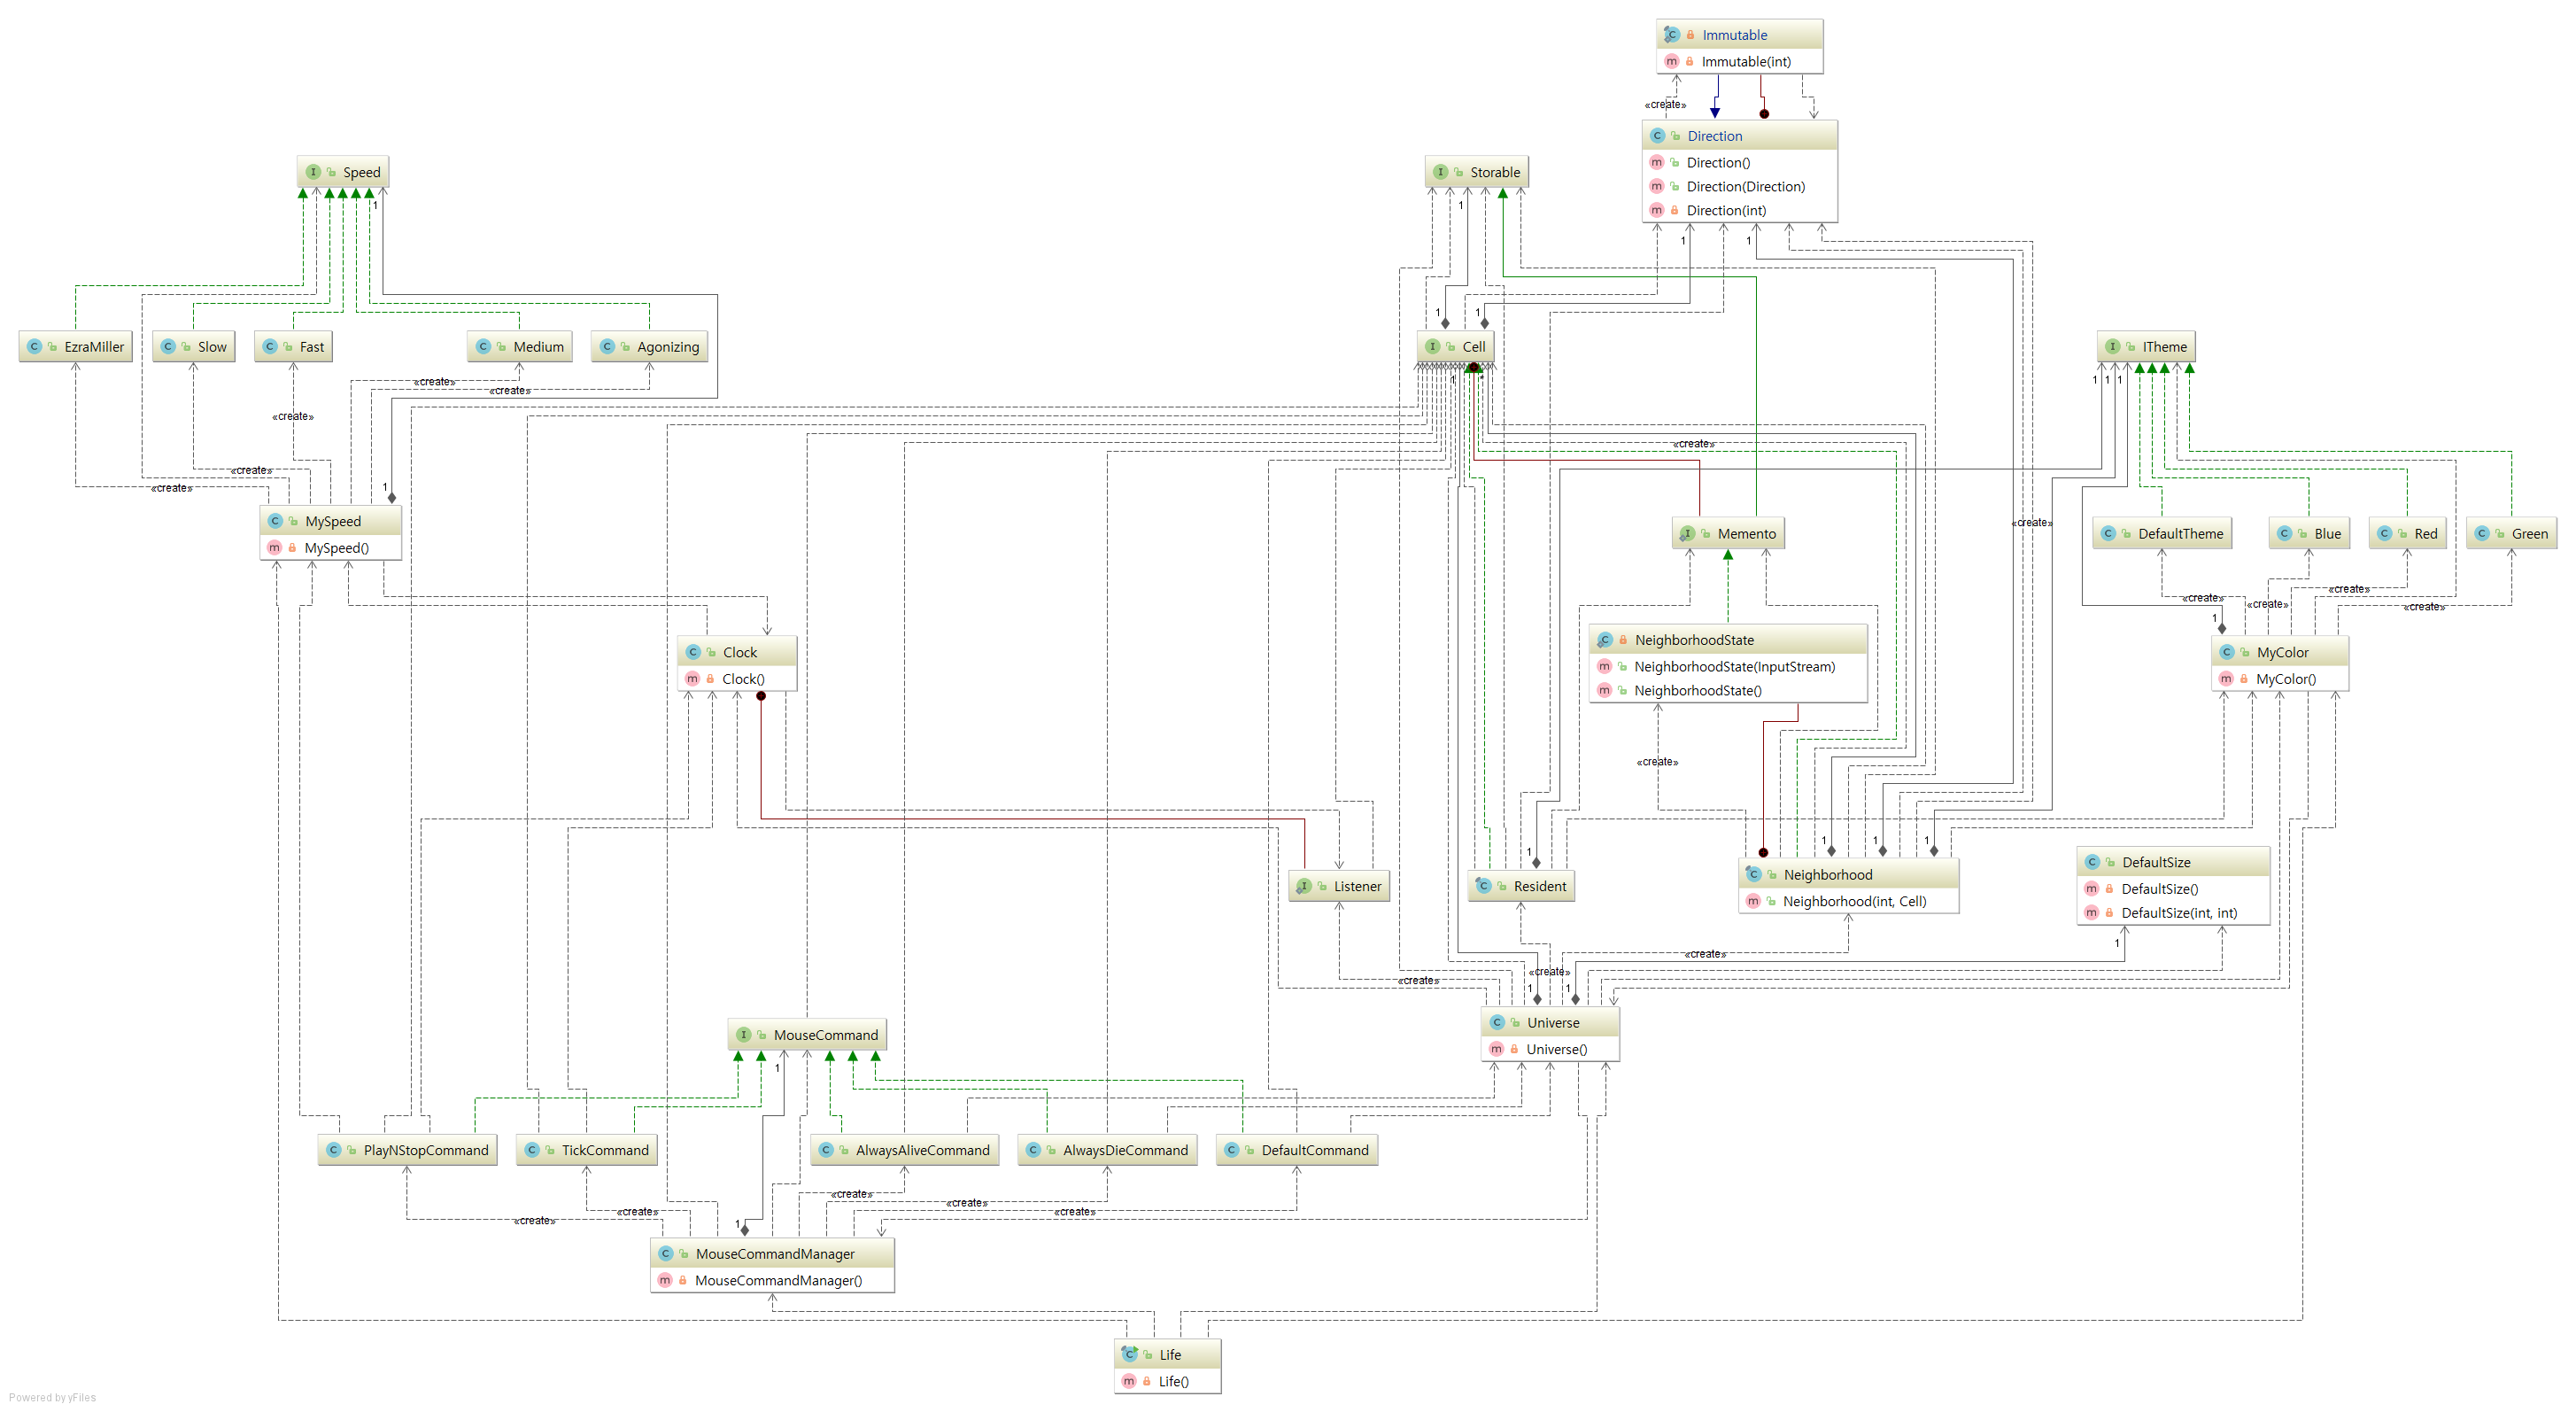 Immutable
Immutable(int)
«create»
Direction
Direction()
Direction(Direction)
Direction(int)
Speed
Storable
1
1
1
1
1
1
EzraMiller
Slow
Fast
Medium
Agonizing
Cell
ITheme
«create»
«create»
«create»
1
1
1
1
«create»
«create»
«create»
1
MySpeed
MySpeed()
«create»
Memento
DefaultTheme
Blue
Red
Green
«create»
«create»
«create»
«create»
1
Clock
Clock()
NeighborhoodState
NeighborhoodState(InputStream)
NeighborhoodState()
MyColor
MyColor()
«create»
1
1
1
1
Listener
Resident
Neighborhood
Neighborhood(int, Cell)
DefaultSize
DefaultSize()
DefaultSize(int, int)
1
«create»
«create»
«create»
1
1
Universe
Universe()
MouseCommand
1
PlayNStopCommand
TickCommand
AlwaysAliveCommand
AlwaysDieCommand
DefaultCommand
«create»
«create»
«create»
«create»
«create»
1
MouseCommandManager
MouseCommandManager()
Life
Life()
Powered by yFiles